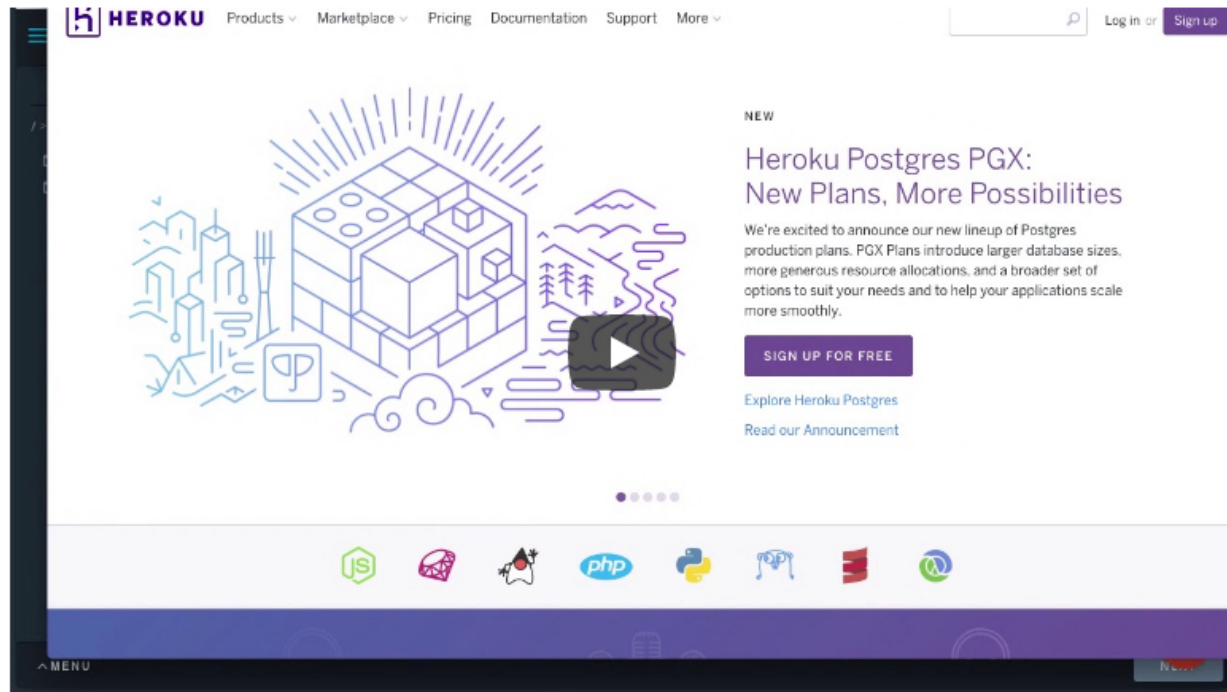 HEROKU Products Marketplace Pricing Documentation Support More Log in or Sign up
NEW
Heroku Postgres PGX:
New Plans, More Possibilities
We're excited to announce our new lineup of Postgres
production plans. PGX Plans introduce larger database sizes,
more generous resource allocations, and a broader set of
options to suit your needs and to help your applications scale
more smoothly.
SIGN UP FOR FREE
Explore Heroku Postgres
Read our Announcement
JS php
MENU